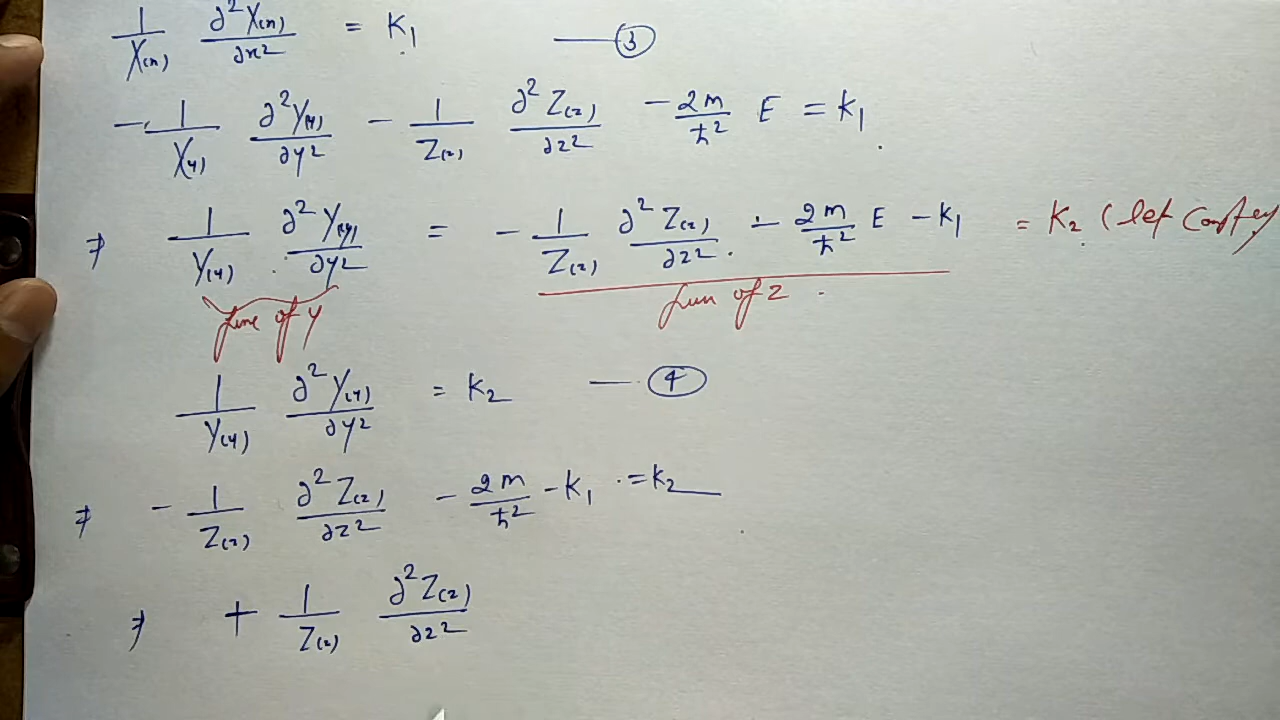 1/X(x) ∂²X(x)/∂x² = K₁ —③
- 1/X(y) ∂²Y(y)/∂y² - 1/Z(z) ∂²Z(z)/∂z² - 2m/ħ² E = K₁
⇒ 1/Y(y) ∂²Y(y)/∂y² = - 1/Z(z) ∂²Z(z)/∂z² - 2m/ħ² E - K₁ = K₂ (let
func of Y fun of Z
1/Y(y) ∂²Y(y)/∂y² = K₂ —④
⇒ - 1/Z(z) ∂²Z(z)/∂z² - 2m/ħ² - K₁ = K₂
⇒ + 1/Z(z) ∂²Z(z)/∂z²